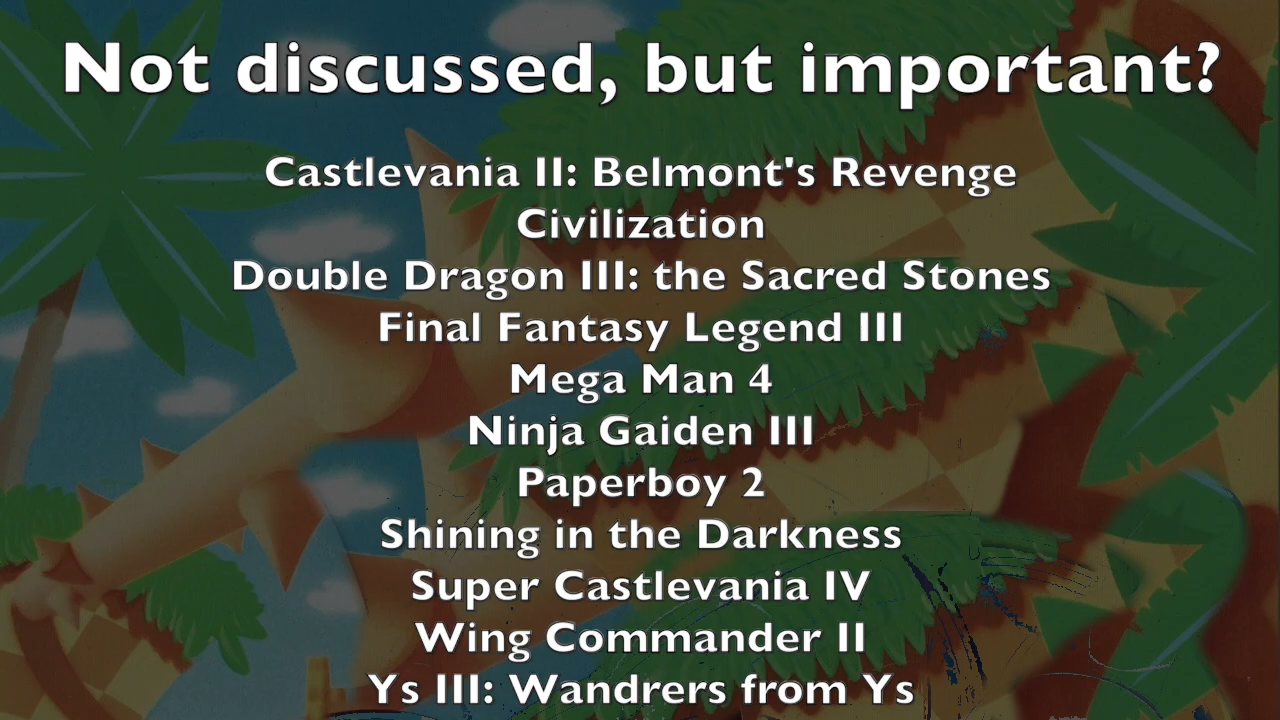 Not discussed, but important?
Castlevania II: Belmont's Revenge
Civilization
Double Dragon III: the Sacred Stones
Final Fantasy Legend III
Mega Man 4
Ninja Gaiden III
Paperboy 2
Shining in the Darkness
Super Castlevania IV
Wing Commander II
Ys III: Wandrers from Ys